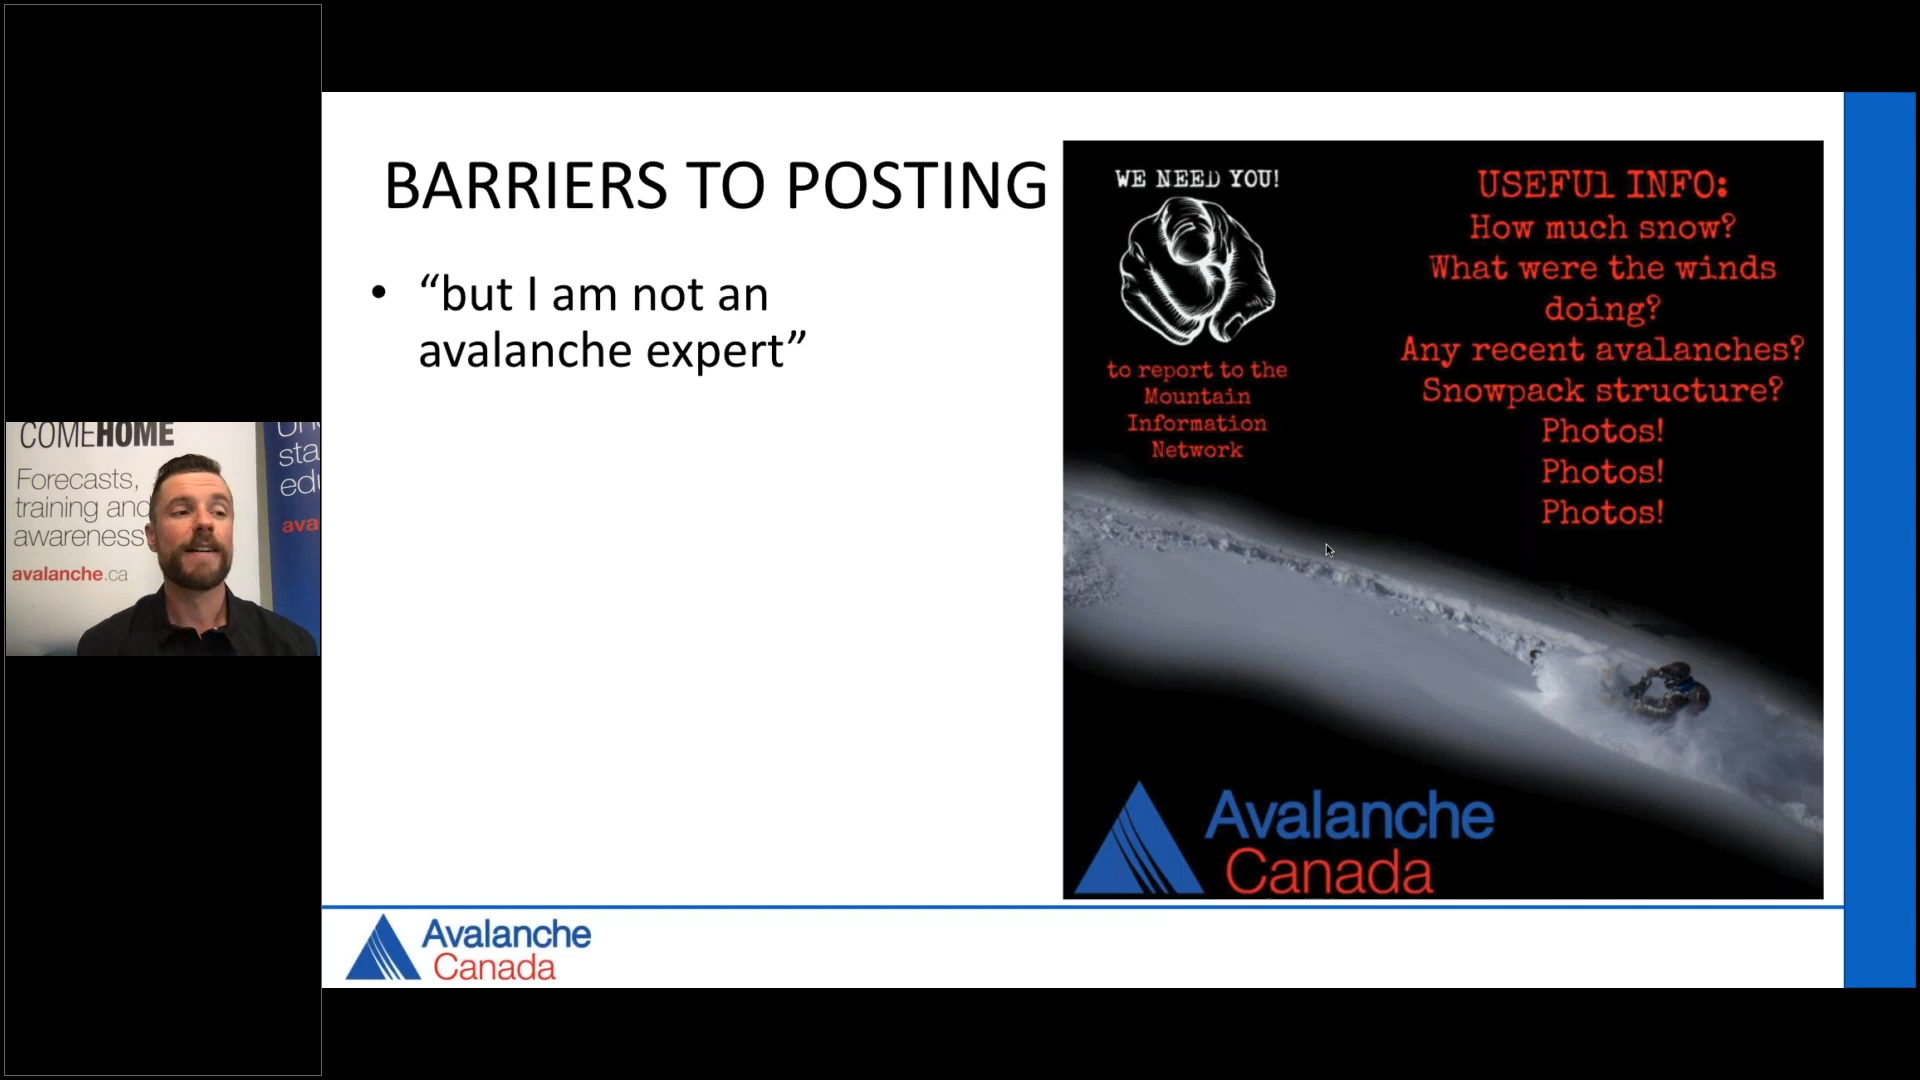 COMEHOME
Forecasts,
training and
awareness
avalanche.ca
sta
edu
ava
BARRIERS TO POSTING
• “but I am not an
avalanche expert”
WE NEED YOU!
to report to the
Mountain
Information
Network
USEFUl INFO:
How much snow?
What were the winds
doing?
Any recent avalanches?
Snowpack structure?
Photos!
Photos!
Photos!
Avalanche
Canada
Avalanche
Canada